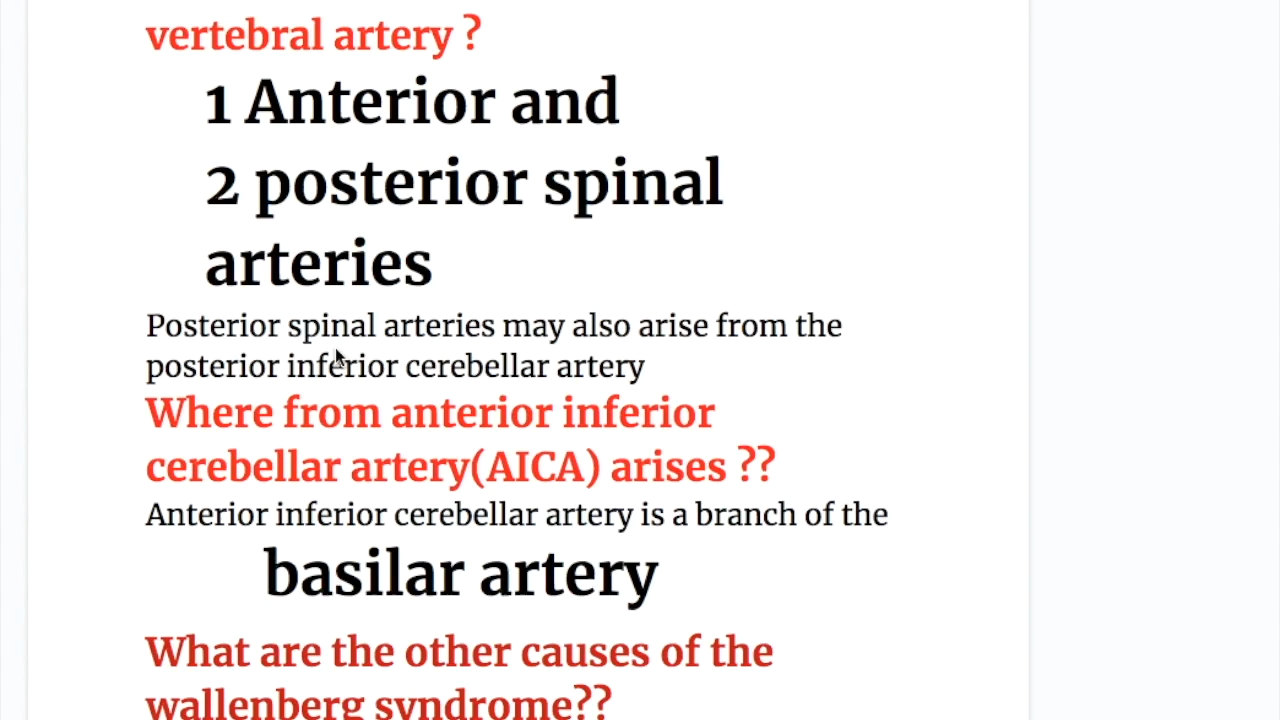 vertebral artery ?
1 Anterior and
2 posterior spinal
arteries
Posterior spinal arteries may also arise from the
posterior inferior cerebellar artery
Where from anterior inferior
cerebellar artery(AICA) arises ??
Anterior inferior cerebellar artery is a branch of the
basilar artery
What are the other causes of the
wallenberg syndrome??